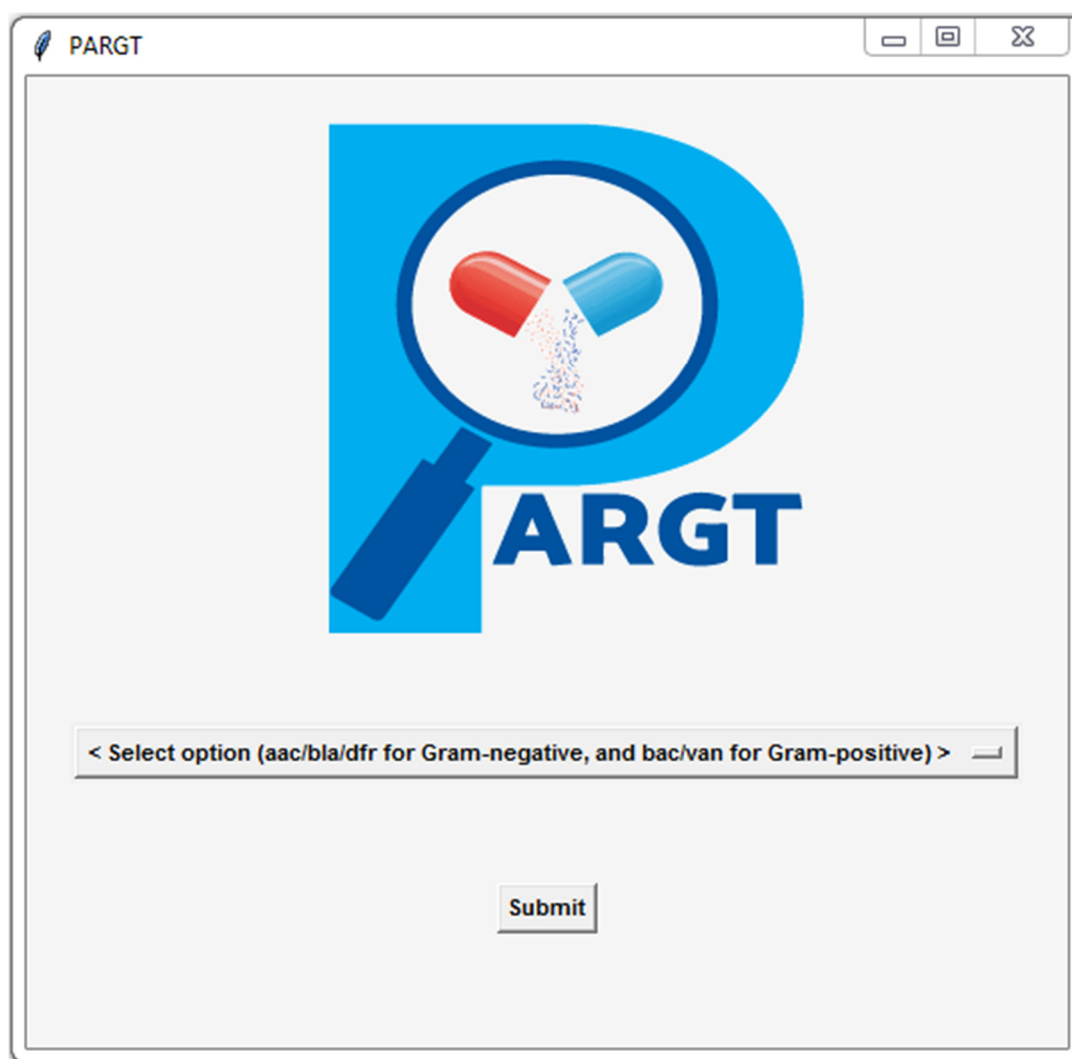 PARGT
PARGT
< Select option (aac/bla/dfr for Gram-negative, and bac/van for Gram-positive) >
Submit